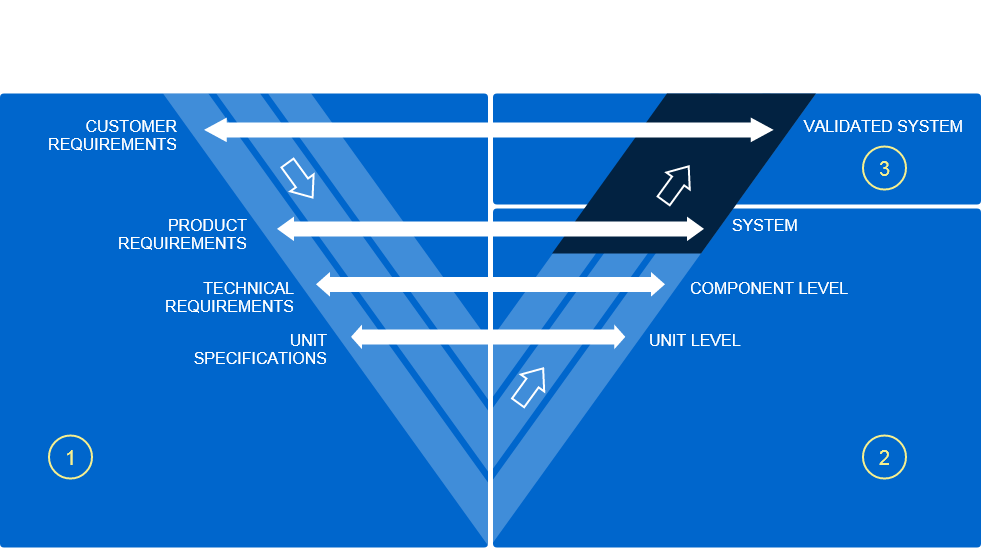 CUSTOMER
REQUIREMENTS
VALIDATED SYSTEM
3
PRODUCT
REQUIREMENTS
SYSTEM
TECHNICAL
REQUIREMENTS
COMPONENT LEVEL
UNIT
SPECIFICATIONS
UNIT LEVEL
1
2